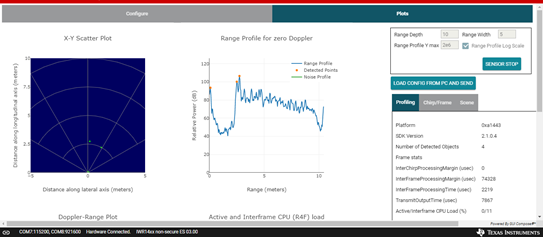 Configure
Plots
X-Y Scatter Plot
Distance along longitudinal axis (meters)
10
5
0
-5
0
5
Distance along lateral axis (meters)
Range Profile for zero Doppler
Range Profile
Detected Points
Noise Profile
Relative Power (dB)
200
150
100
50
0
0
5
10
Range (meters)
Range Depth
10
Range Width
5
Range Profile Y max
Range Profile Log Scale
SENSOR STOP
LOAD CONFIG FROM PC AND SEND
Profiling
Chirp/Frame
Scene
Platform
0xa1443
SDK Version
2.1.0.4
Number of Detected Objects
4
Frame stats
InterChirpProcessingMargin (usec)
0
InterFrameProcessingMargin (usec)
74328
InterFrameProcessingTime (usec)
2219
TransmitOutputTime (usec)
7867
Active/Interframe CPU Load (%)
0/11
Doppler-Range Plot
Active and Interframe CPU (R4F) load
Powered By GUI Composer™
COM7:115200, COM8:921600
Hardware Connected.
IWR14xx non-secure ES 03.00
TEXAS INSTRUMENTS